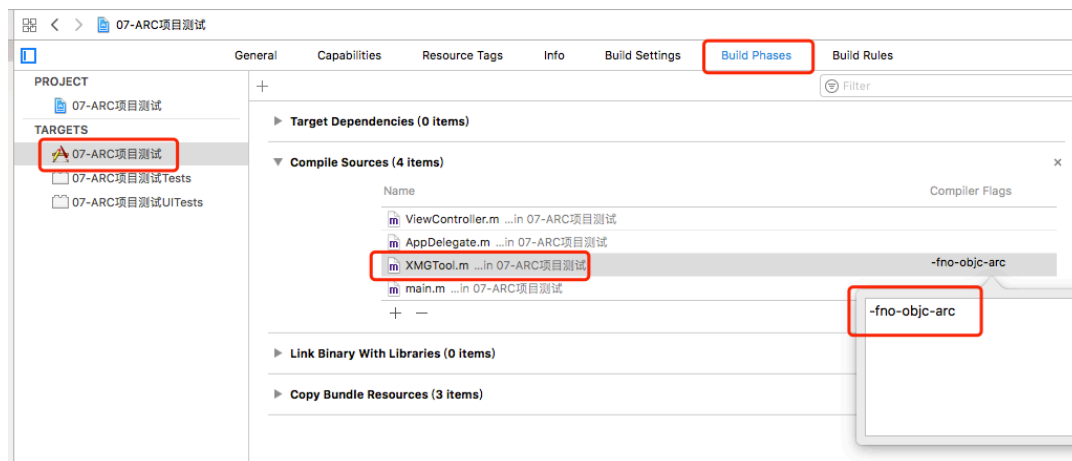 07-ARC项目测试
General Capabilities Resource Tags Info Build Settings Build Phases Build Rules
PROJECT
07-ARC项目测试
TARGETS
07-ARC项目测试
07-ARC项目测试Tests
07-ARC项目测试UITests
Filter
Target Dependencies (0 items)
Compile Sources (4 items)
Name Compiler Flags
ViewController.m ...in 07-ARC项目测试
AppDelegate.m ...in 07-ARC项目测试
XMGTool.m ...in 07-ARC项目测试 -fno-objc-arc
main.m ...in 07-ARC项目测试
-fno-objc-arc
Link Binary With Libraries (0 items)
Copy Bundle Resources (3 items)